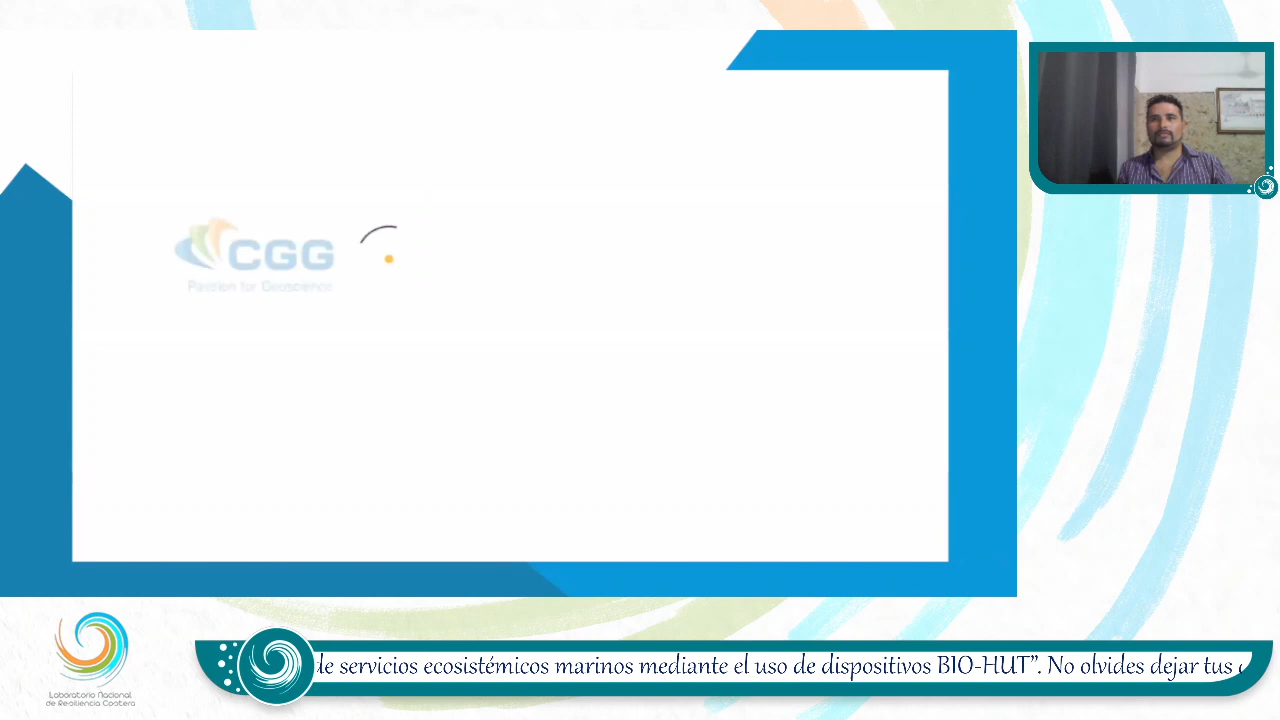 CGG
Passion for Geoscience
de servicios ecosistémicos marinos mediante el uso de dispositivos BIO-HUT”. No olvides dejar tus
Laboratorio Nacional
de Resiliencia Costera